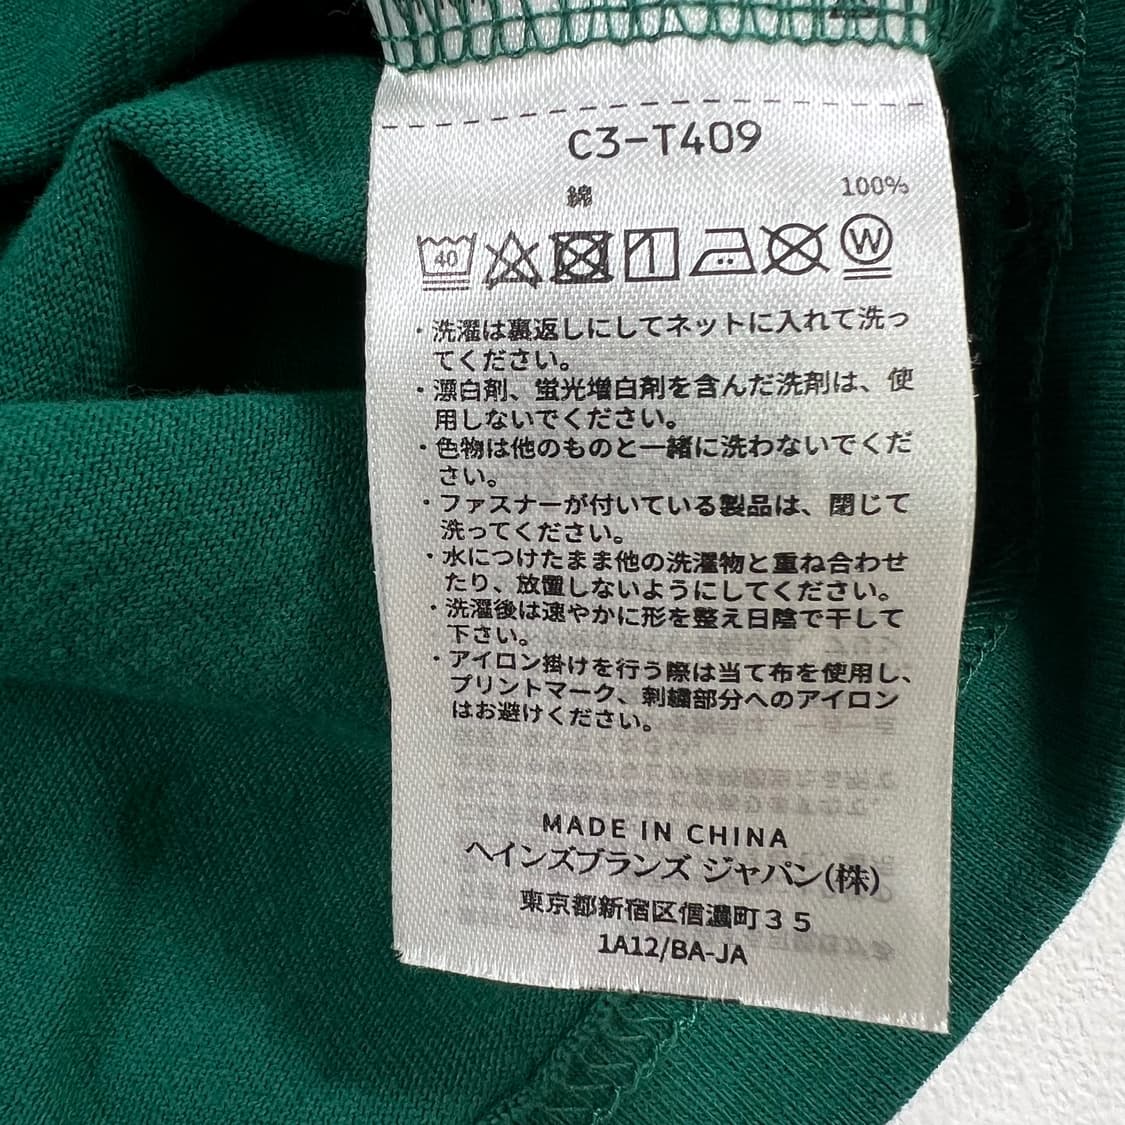 C3-T409
綿 100%
40 W
・洗濯は裏返しにしてネットに入れて洗っ
てください。
・漂白剤、蛍光増白剤を含んだ洗剤は、使
用しないでください。
・色物は他のものと一緒に洗わないでくだ
さい。
・ファスナーが付いている製品は、閉じて
洗ってください。
・水につけたまま他の洗濯物と重ね合わせ
たり、放置しないようにしてください。
・洗濯後は速やかに形を整え日陰で干して
下さい。
・アイロン掛けを行う際は当て布を使用し、
プリントマーク、刺繍部分へのアイロン
はお避けください。
MADE IN CHINA
ヘインズブランズ ジャパン(株)
東京都新宿区信濃町35
1A12/BA-JA